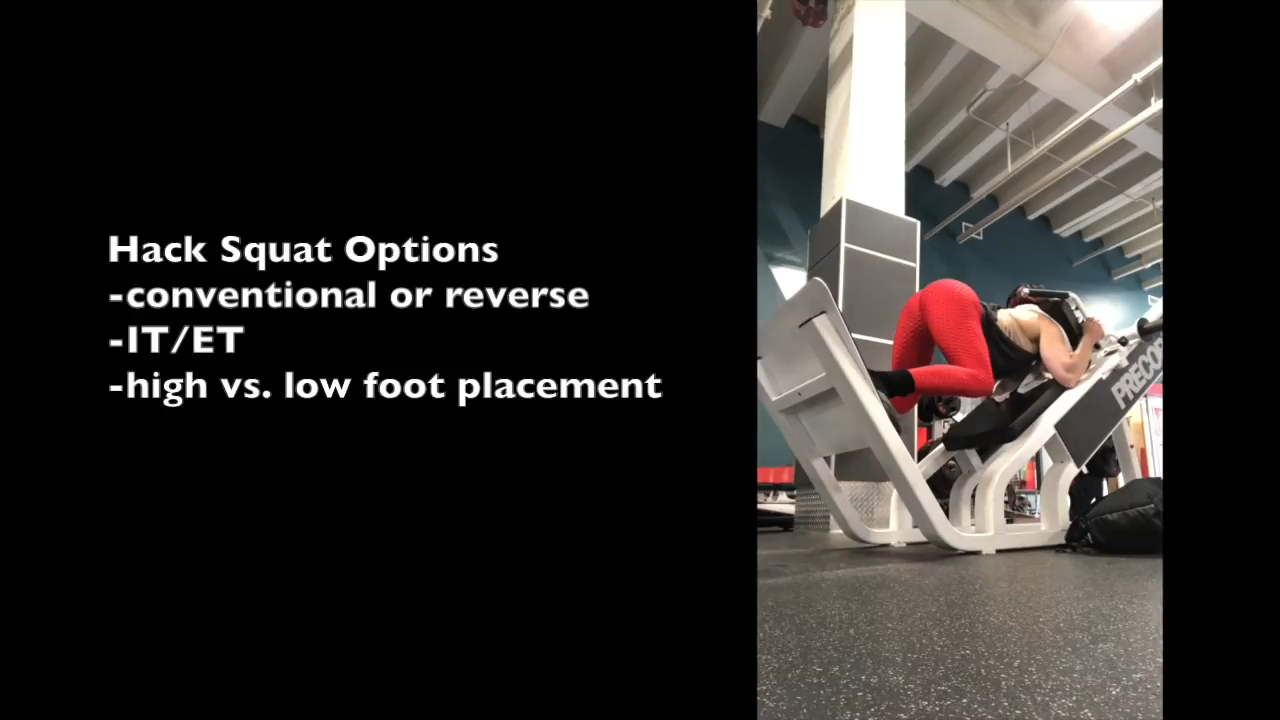 Hack Squat Options
-conventional or reverse
-IT/ET
-high vs. low foot placement
PRECOR